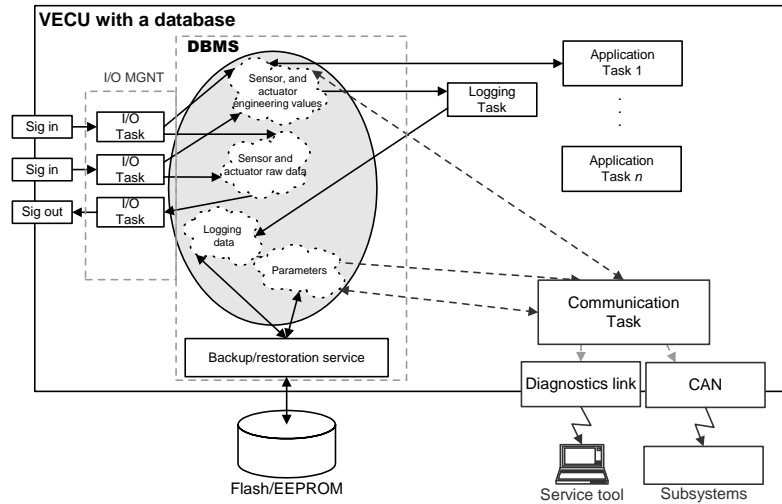 VECU with a database
DBMS
I/O MGNT
Sensor, and
actuator
engineering values
Application
Task 1
Logging
Task
.
.
.
Sig in
I/O
Task
Sig in
I/O
Task
Sensor and
actuator raw data
Application
Task n
Sig out
I/O
Task
Logging
data
Parameters
Communication
Task
Backup/restoration service
Diagnostics link
CAN
Flash/EEPROM
Service tool
Subsystems